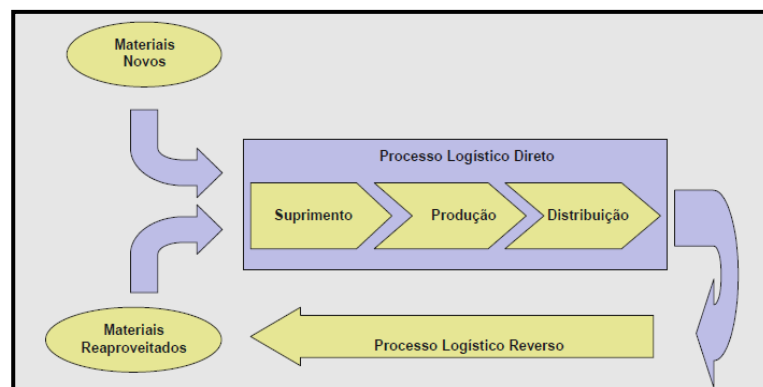 Materiais
Novos
Processo Logístico Direto
Suprimento
Produção
Distribuição
Materiais
Reaproveitados
Processo Logístico Reverso